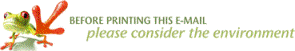 BEFORE PRINTING THIS E-MAIL
please consider the environment